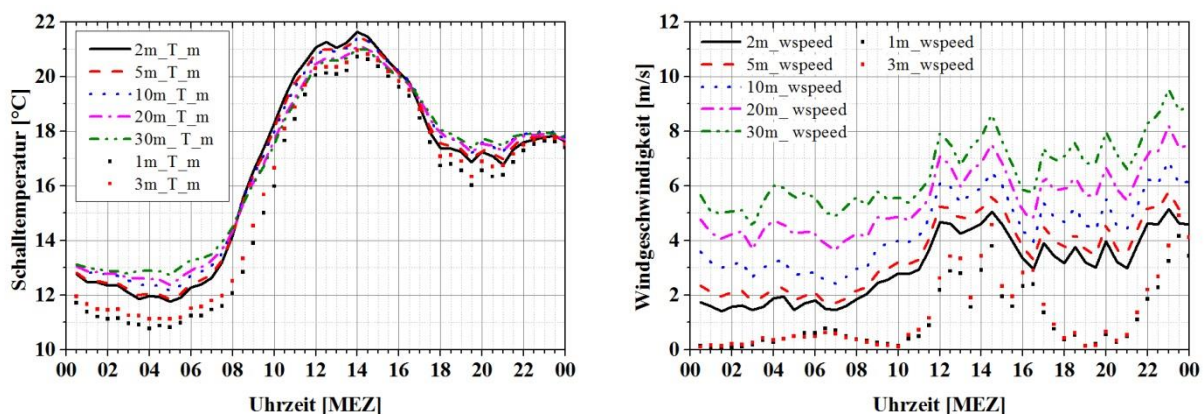 Schalltemperatur [°C]
22
20
18
16
14
12
10
2m_T_m
5m_T_m
10m_T_m
20m_T_m
30m_T_m
1m_T_m
3m_T_m
00 02 04 06 08 10 12 14 16 18 20 22 00
Uhrzeit [MEZ]
Windgeschwindigkeit [m/s]
12
10
8
6
4
2
0
2m_wspeed 1m_wspeed
5m_wspeed 3m_wspeed
10m_wspeed
20m_wspeed
30m_wspeed
00 02 04 06 08 10 12 14 16 18 20 22 00
Uhrzeit [MEZ]